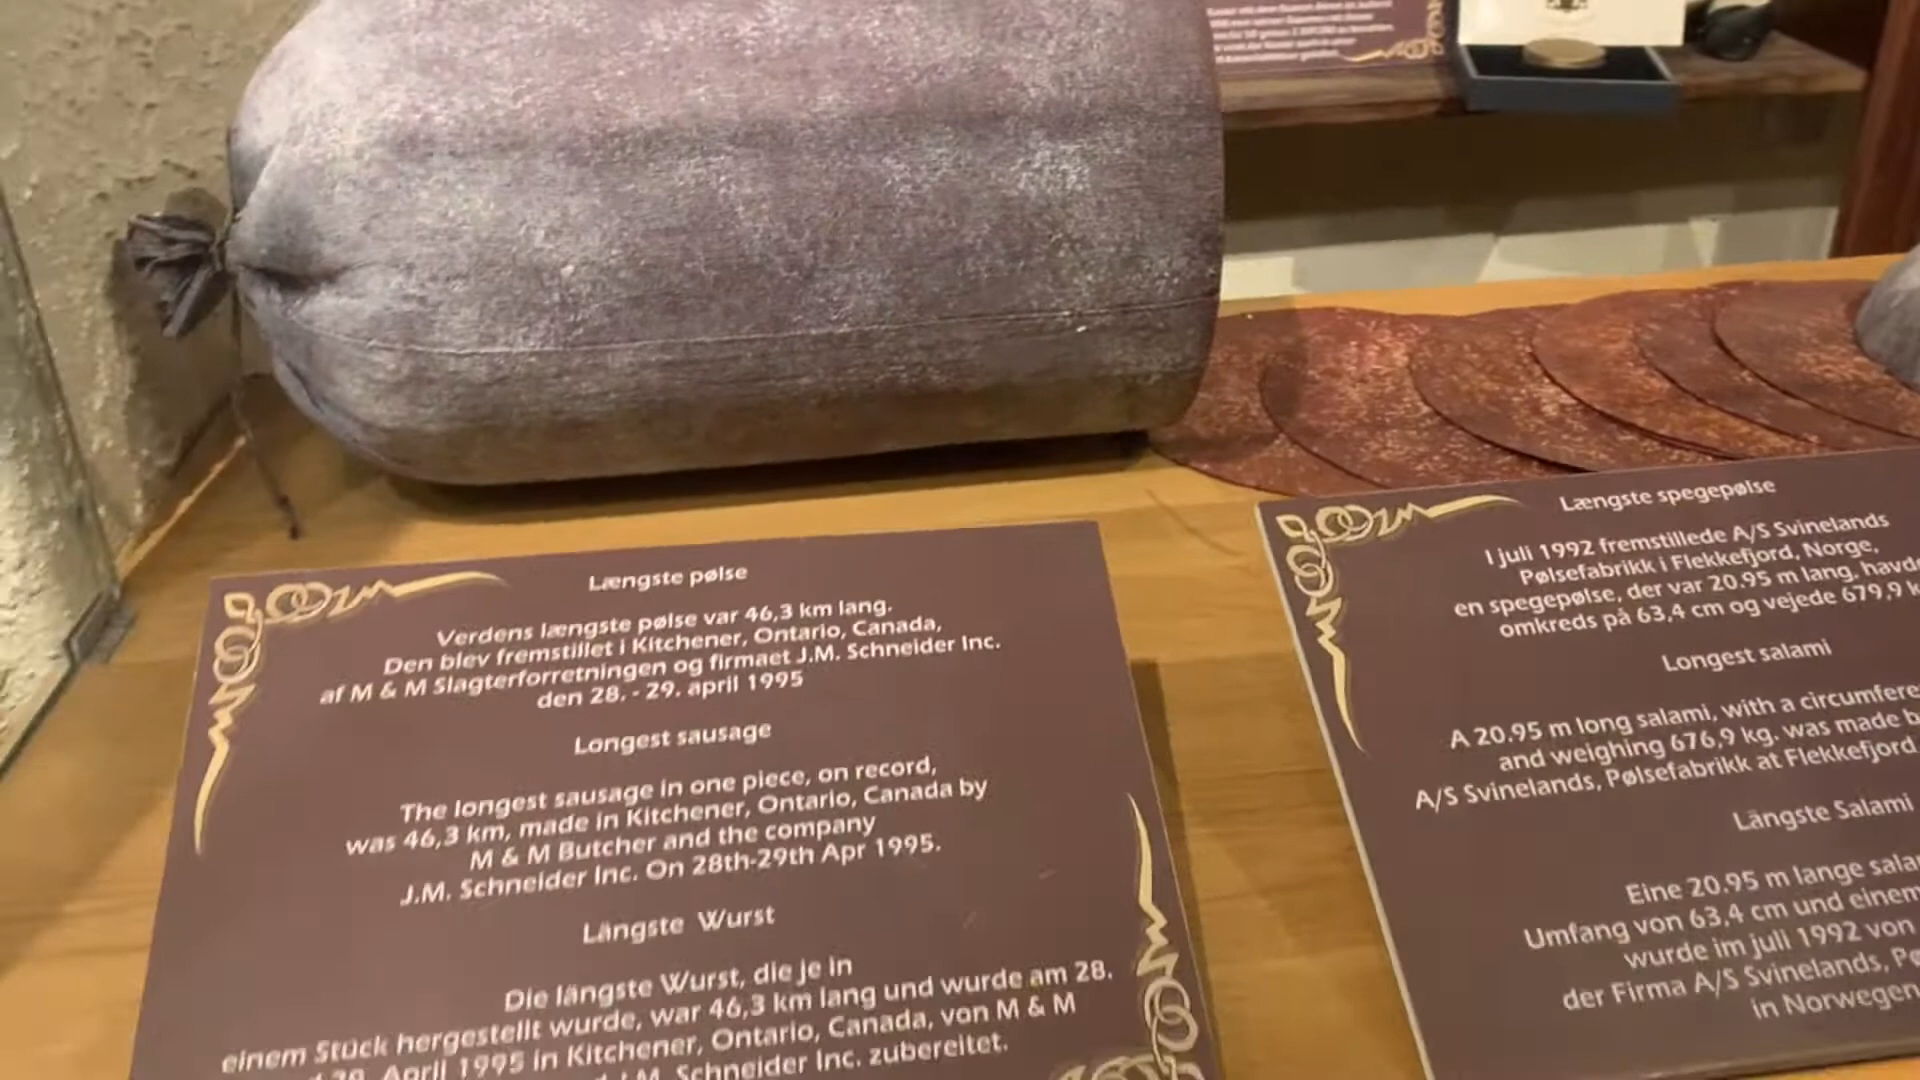 Længste pølse
Verdens længste pølse var 46,3 km lang.
Den blev fremstillet i Kitchener, Ontario, Canada,
af M & M Slagterforretningen og firmaet J.M. Schneider Inc.
den 28. - 29. april 1995
Longest sausage
The longest sausage in one piece, on record,
was 46,3 km, made in Kitchener, Ontario, Canada by
M & M Butcher and the company
J.M. Schneider Inc. On 28th-29th Apr 1995.
Längste Wurst
Die längste Wurst, die je in
einem Stück hergestellt wurde, war 46,3 km lang und wurde am 28.
29. April 1995 in Kitchener, Ontario, Canada, von M & M
J.M. Schneider Inc. zubereitet.
Længste spegepølse
I juli 1992 fremstillede A/S Svinelands
Pølsefabrikk i Flekkefjord, Norge,
en spegepølse, der var 20.95 m lang, havde
omkreds på 63,4 cm og vejede 679,9 k
Longest salami
A 20.95 m long salami, with a circumfere
and weighing 676,9 kg. was made b
A/S Svinelands, Pølsefabrikk at Flekkefjord
Längste Salami
Eine 20.95 m lange sala
Umfang von 63,4 cm und einem
wurde im juli 1992 von
der Firma A/S Svinelands, Pø
in Norwegen